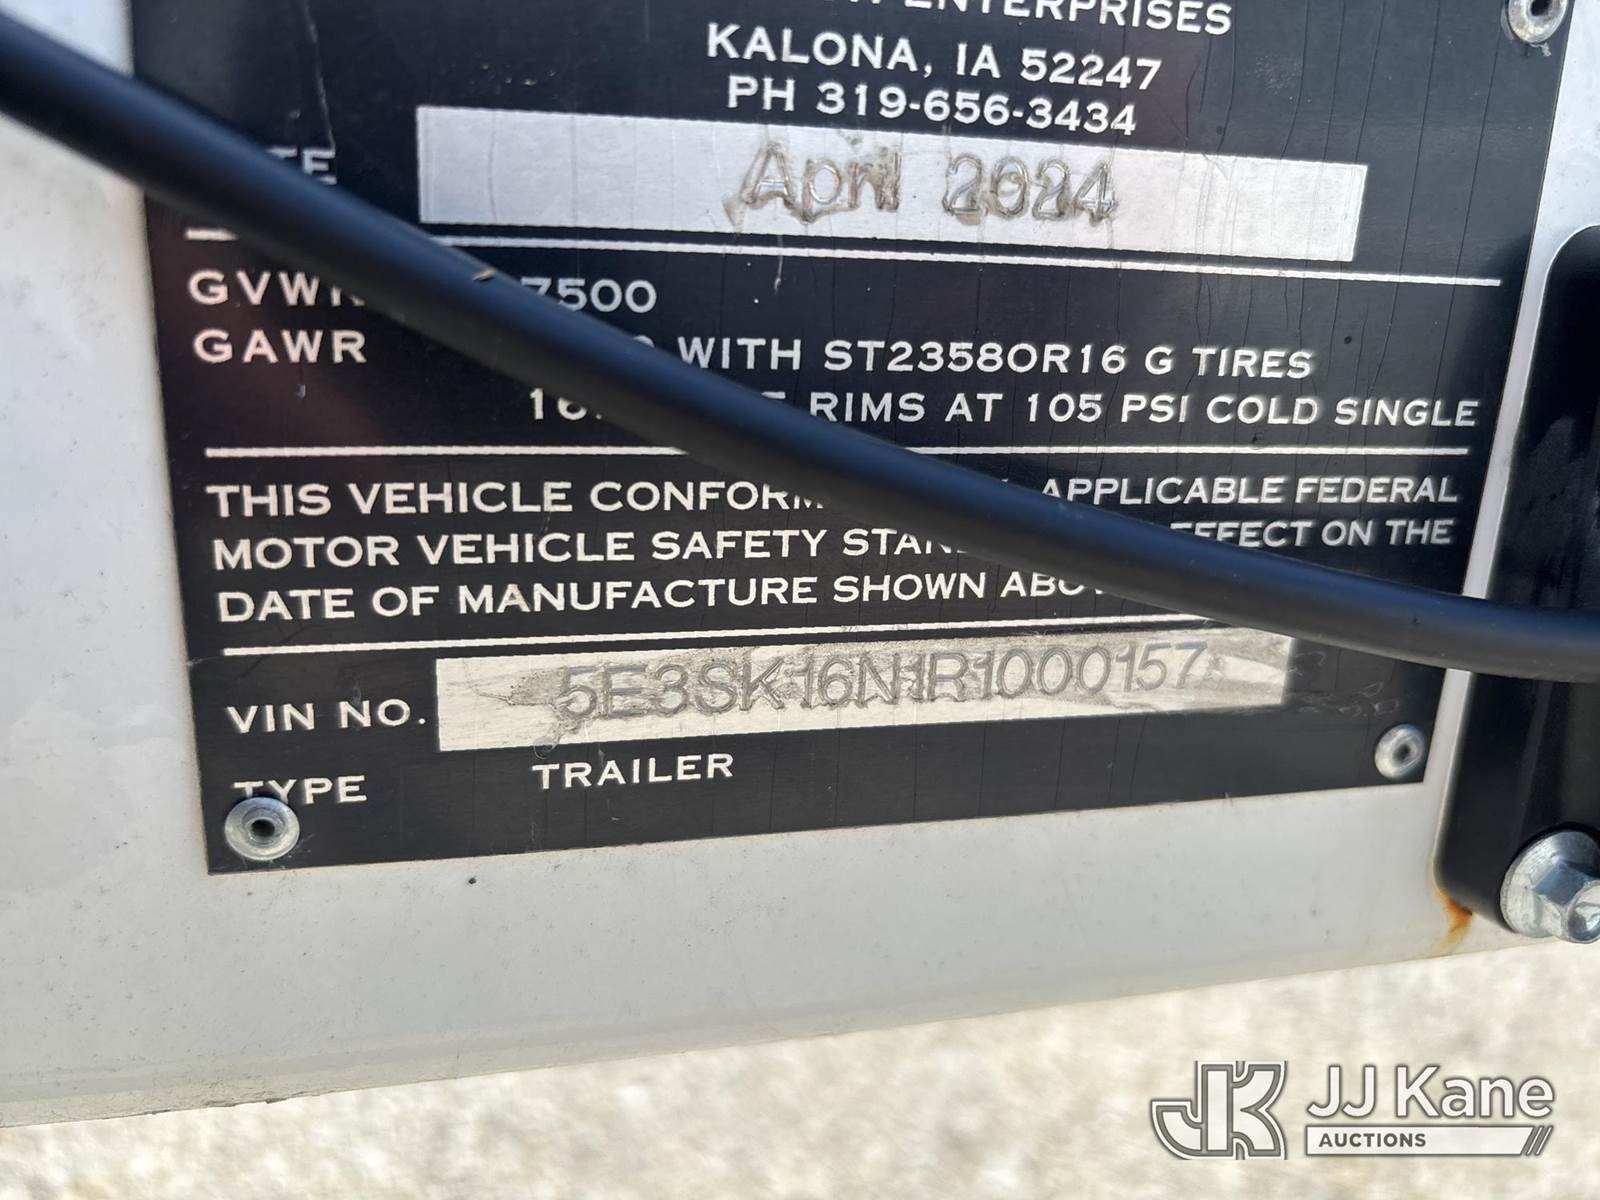 ENTERPRISES
KALONA, IA 52247
PH 319-656-3434
April 2024
GVWR 7500
GAWR WITH ST23580R16 G TIRES
RIMS AT 105 PSI COLD SINGLE
THIS VEHICLE CONFORM APPLICABLE FEDERAL
MOTOR VEHICLE SAFETY EFFECT ON THE
DATE OF MANUFACTURE SHOWN ABOVE
VIN NO. 5E3SK16N1R1000157
TYPE TRAILER
JK JJ Kane
AUCTIONS